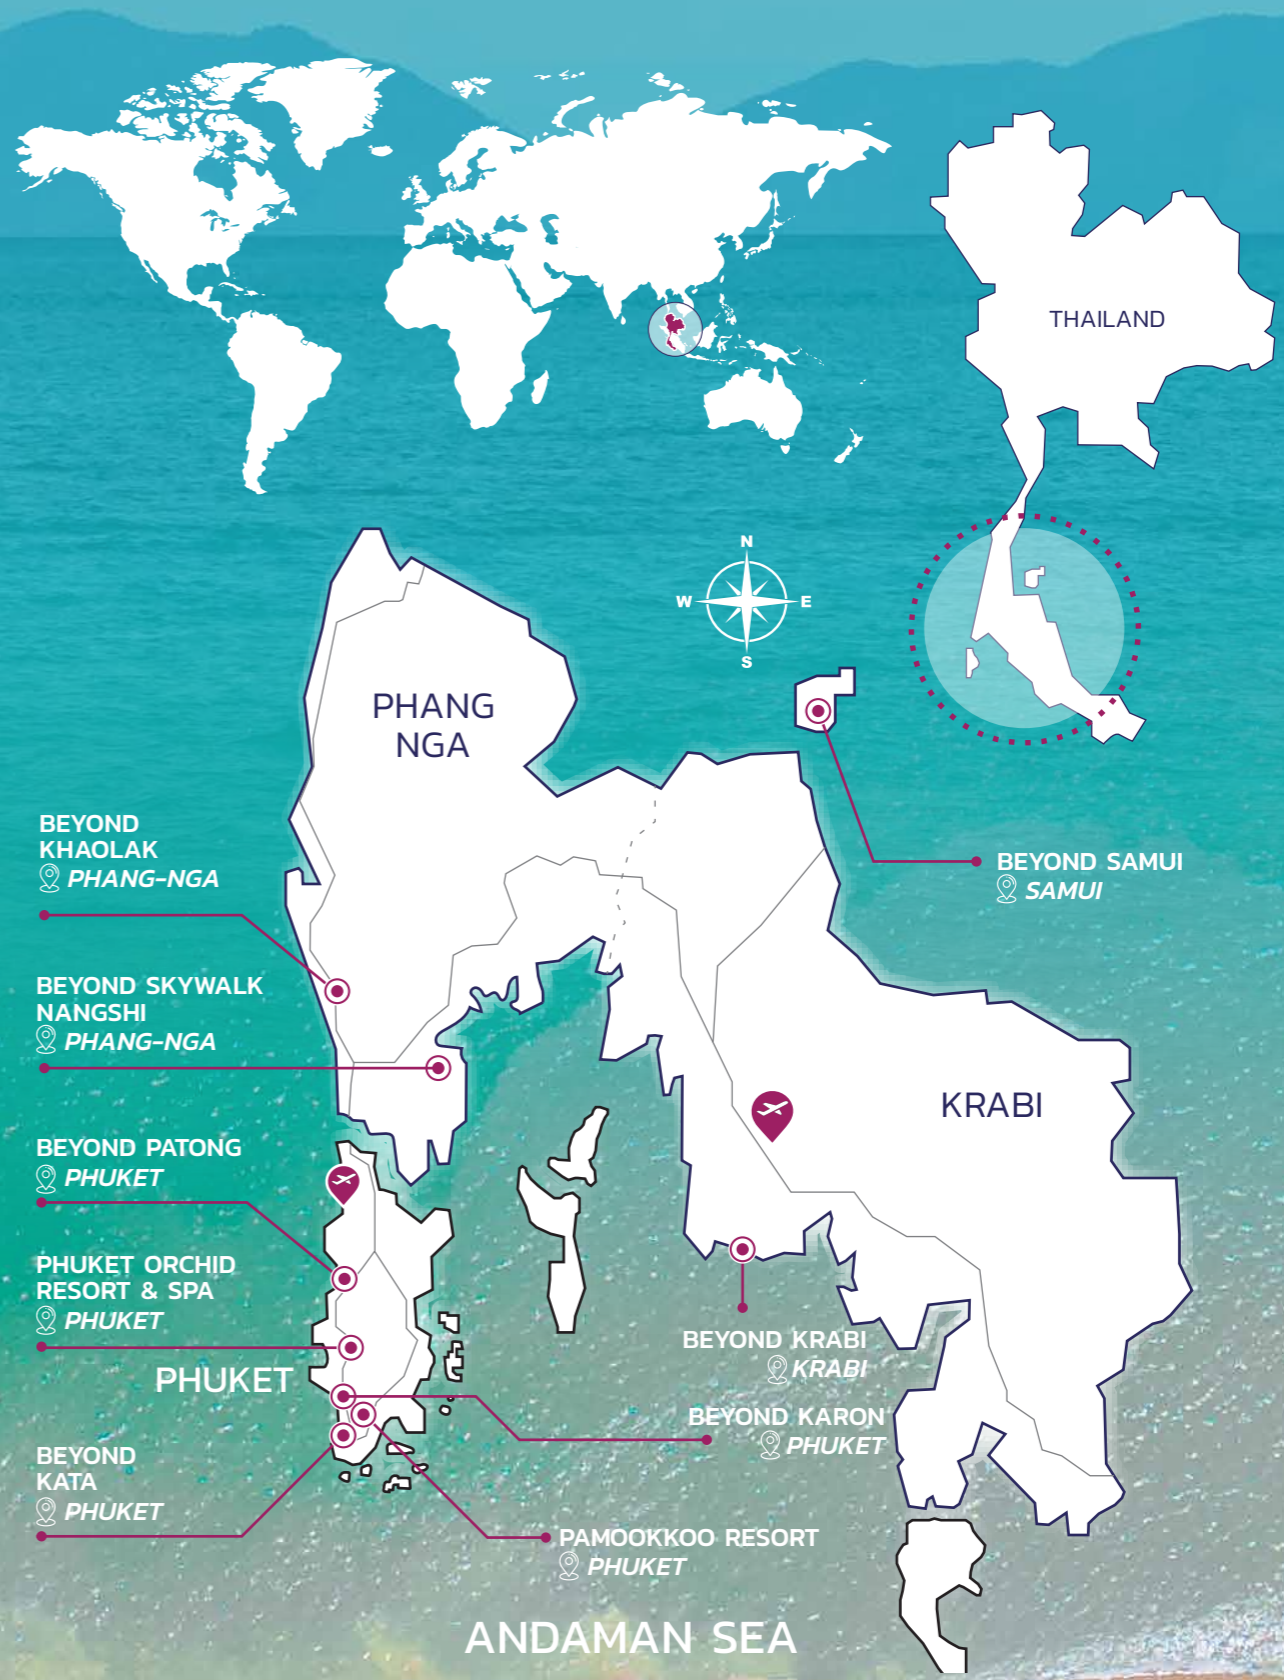 THAILAND
N
W
E
S
PHANG
NGA
BEYOND
KHAOLAK
PHANG-NGA
BEYOND SAMUI
SAMUI
BEYOND SKYWALK
NANGSHI
PHANG-NGA
KRABI
BEYOND PATONG
PHUKET
PHUKET ORCHID
RESORT & SPA
PHUKET
PHUKET
BEYOND KRABI
KRABI
BEYOND KARON
PHUKET
BEYOND
KATA
PHUKET
PAMOOKKOO RESORT
PHUKET
ANDAMAN SEA